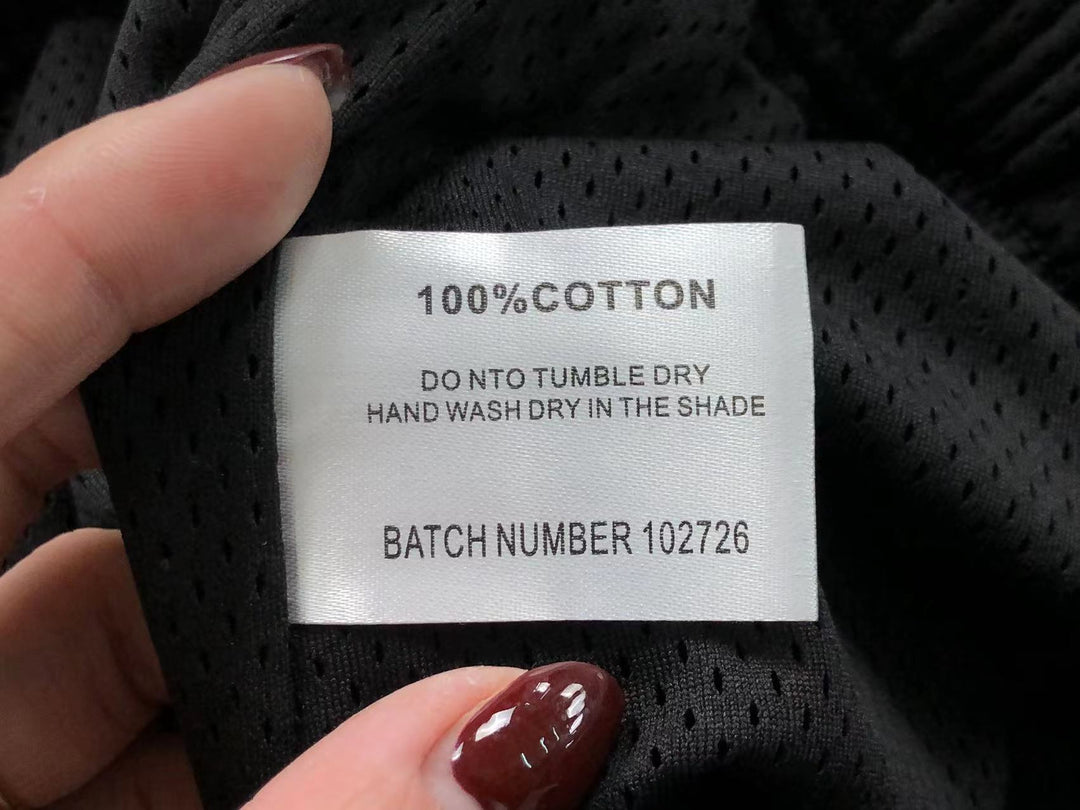 100%COTTON
DO NTO TUMBLE DRY
HAND WASH DRY IN THE SHADE
BATCH NUMBER 102726